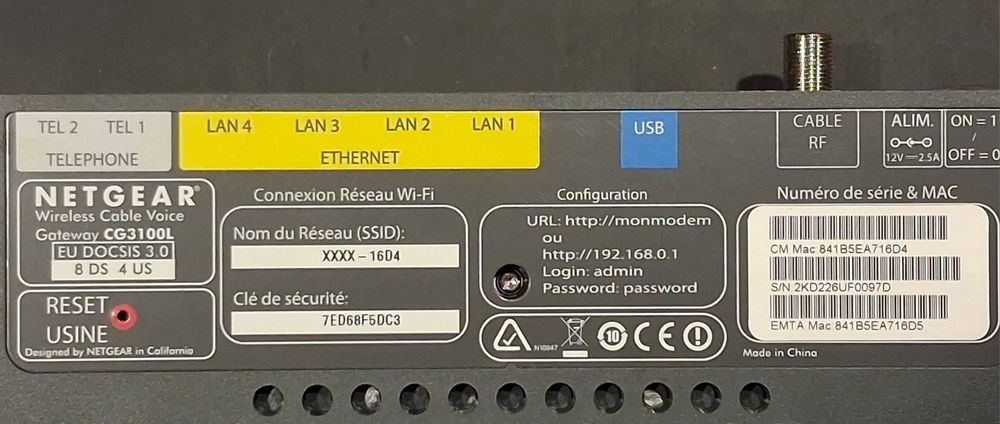 TEL 2 TEL 1
TELEPHONE
LAN 4 LAN 3 LAN 2 LAN 1
ETHERNET
USB
CABLE
RF
ALIM.
12V 2.5A
ON = 1
/
OFF = 0
NETGEAR®
Wireless Cable Voice
Gateway CG3100L
EU DOCSIS 3.0
8 DS 4 US
RESET
USINE
Designed by NETGEAR in California
Connexion Réseau Wi-Fi
Nom du Réseau (SSID):
XXXX-16D4
Clé de sécurité:
7ED68F5DC3
Configuration
URL: http://monmodem
ou
http://192.168.0.1
Login: admin
Password: password
N10947
10
CE
Numéro de série & MAC
CM Mac 841B5EA716D4
S/N 2KD226UF0097D
EMTA Mac 841B5EA716D5
Made in China